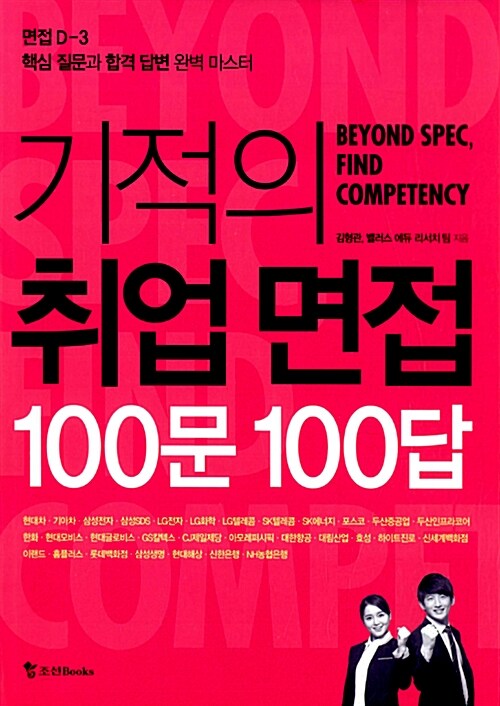 BEYOND
SPEC,
FIND
COMPET
면접 D-3
핵심 질문과 합격 답변 완벽 마스터
기적의
BEYOND SPEC,
FIND
COMPETENCY
김형관, 밸러스 에듀 리서치 팀 지음
취업 면접
100문 100답
현대차 · 기아차 · 삼성전자 · 삼성SDS · LG전자 · LG화학 · LG텔레콤 · SK텔레콤 · SK에너지 · 포스코 · 두산중공업 · 두산인프라코어
한화 · 현대모비스 · 현대글로비스 · GS칼텍스 · CJ제일제당 · 아모레퍼시픽 · 대한항공 · 대림산업 · 효성 · 하이트진로 · 신세계백화점
이랜드 · 홈플러스 · 롯데백화점 · 삼성생명 · 현대해상 · 신한은행 · NH농협은행
조선Books